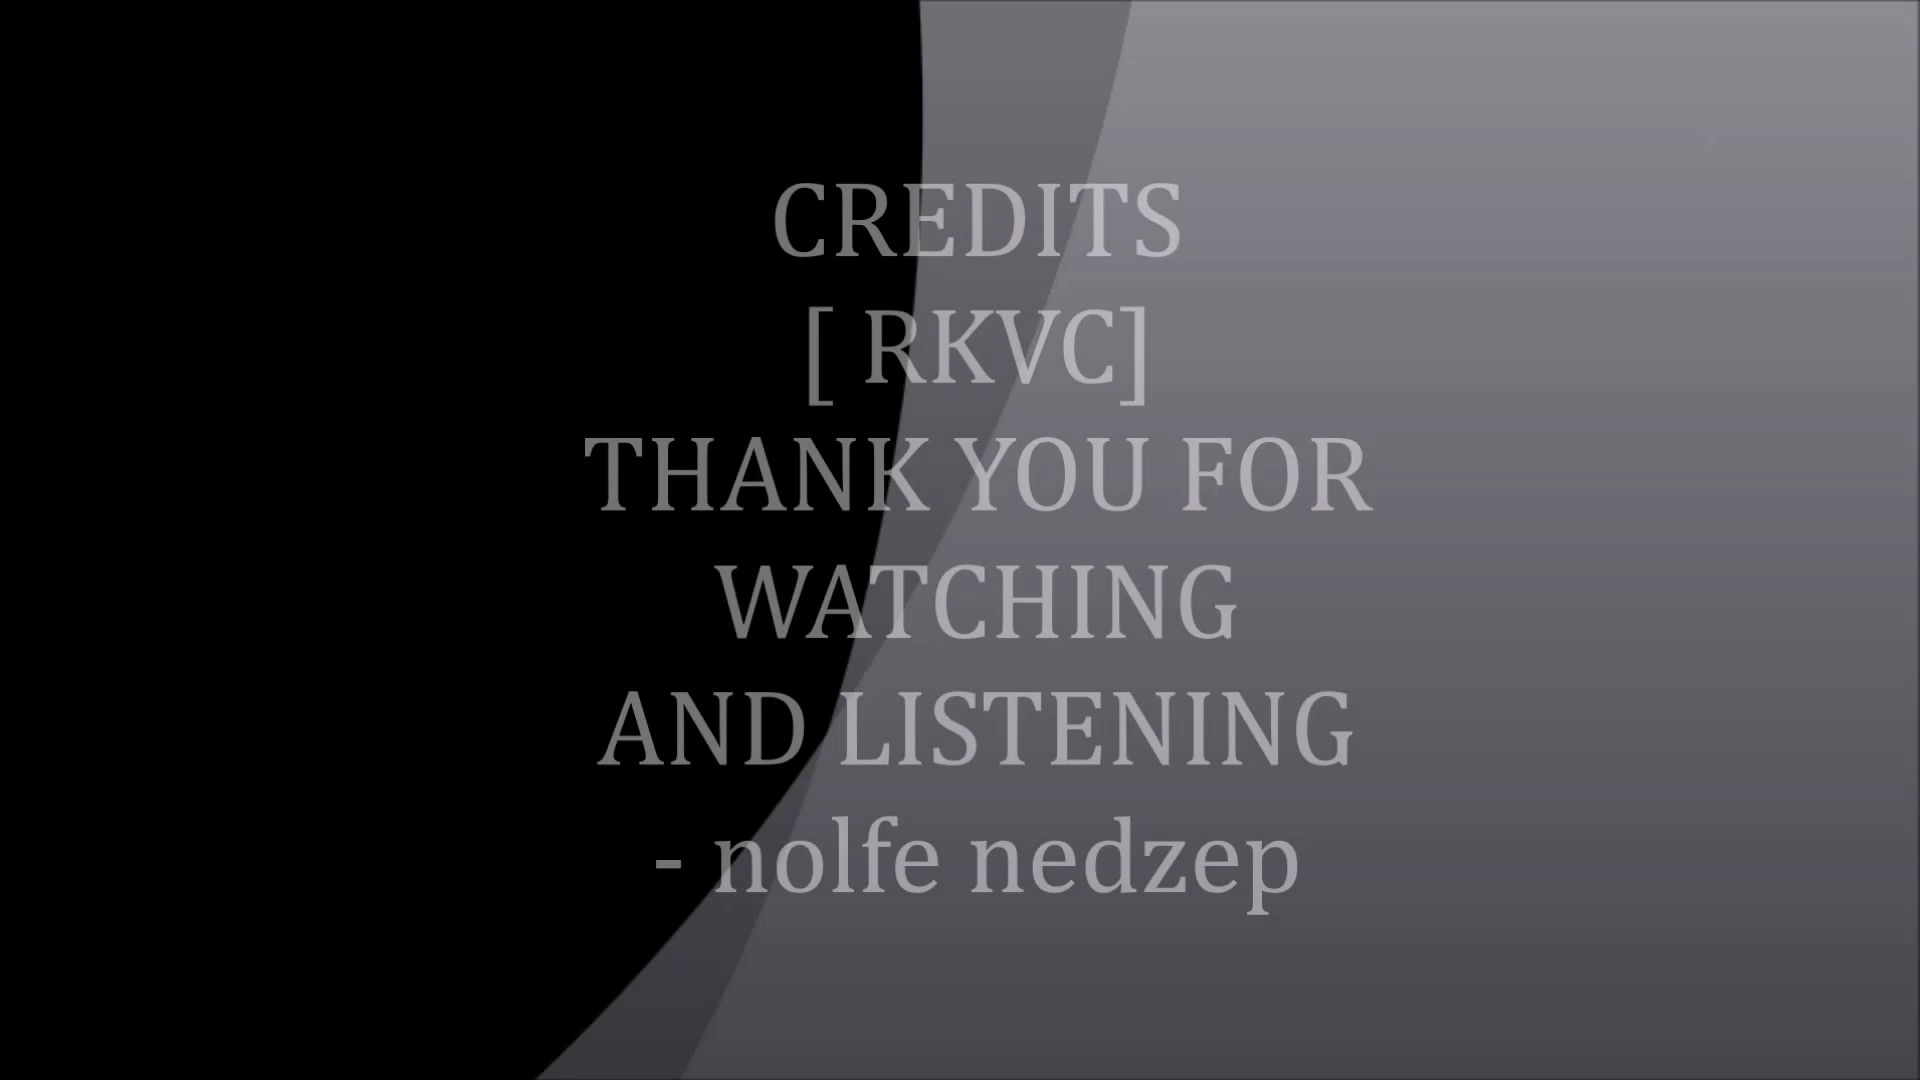 CREDITS
[ RKVC]
THANK YOU FOR
WATCHING
AND LISTENING
- nolfe nedzep